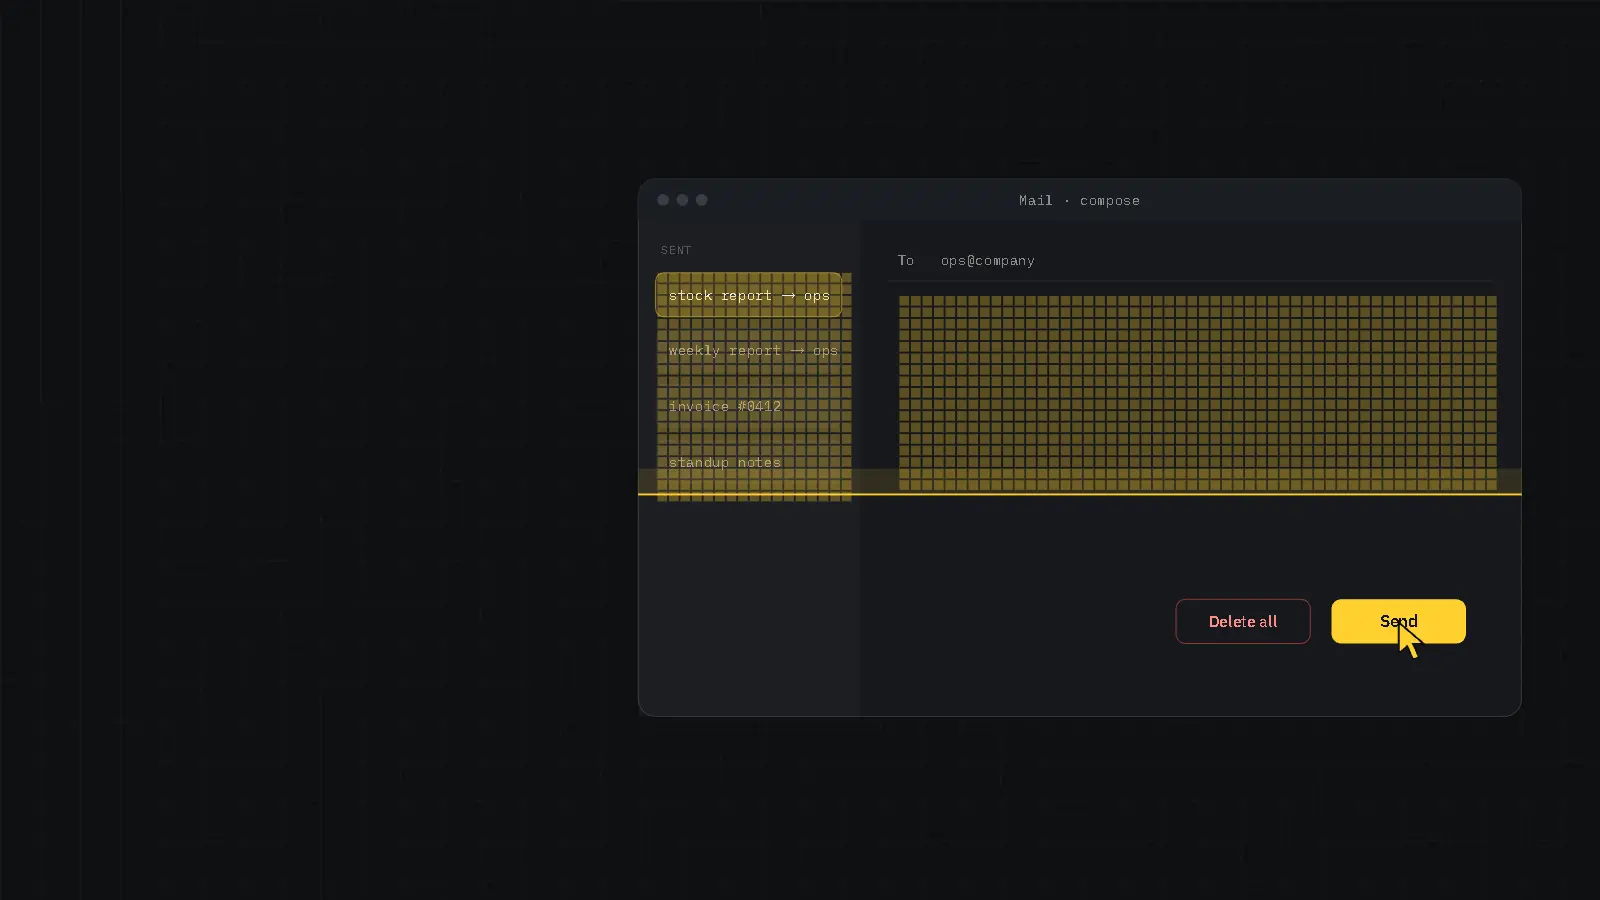 Mail · compose
SENT
stock report → ops
weekly report → ops
invoice #0412
standup notes
To ops@company
Delete all
Send